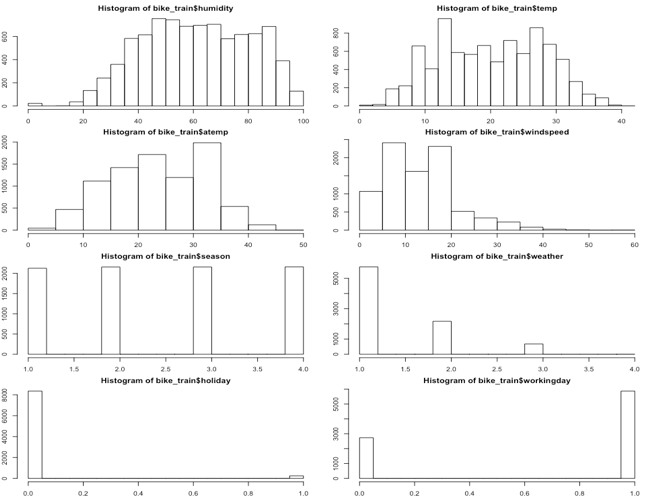 Histogram of bike_train$humidity
0 200 400 600
0 20 40 60 80 100
Histogram of bike_train$temp
0 200 400 600 800
0 10 20 30 40
Histogram of bike_train$atemp
0 500 1000 1500 2000
0 10 20 30 40 50
Histogram of bike_train$windspeed
0 500 1000 2000
0 10 20 30 40 50 60
Histogram of bike_train$season
0 500 1000 1500 2000
1.0 1.5 2.0 2.5 3.0 3.5 4.0
Histogram of bike_train$weather
0 1000 3000 5000
1.0 1.5 2.0 2.5 3.0 3.5 4.0
Histogram of bike_train$holiday
0 2000 4000 6000 8000
0.0 0.2 0.4 0.6 0.8 1.0
Histogram of bike_train$workingday
0 1000 3000 5000
0.0 0.2 0.4 0.6 0.8 1.0